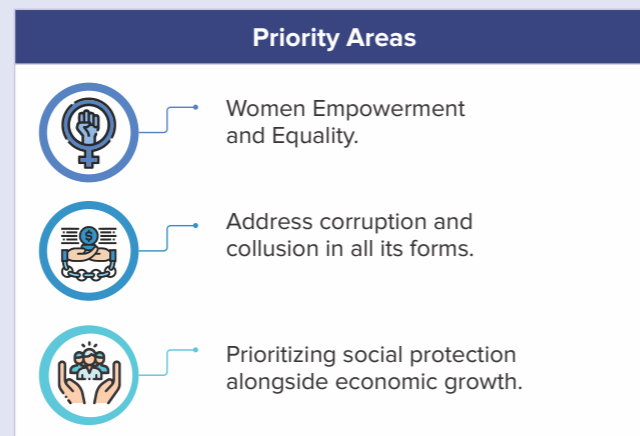 Priority Areas
Women Empowerment
and Equality.
Address corruption and
collusion in all its forms.
Prioritizing social protection
alongside economic growth.